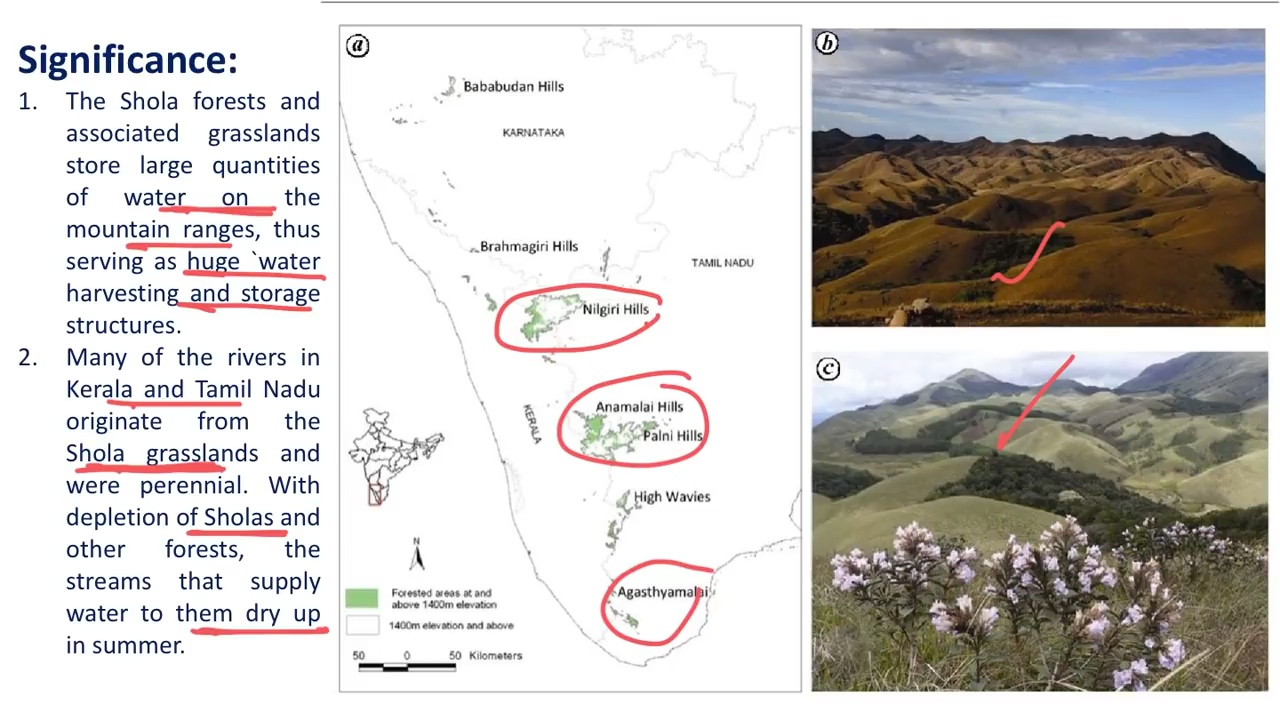 Significance:
1. The Shola forests and
associated grasslands
store large quantities
of water on the
mountain ranges, thus
serving as huge `water
harvesting and storage
structures.
2. Many of the rivers in
Kerala and Tamil Nadu
originate from the
Shola grasslands and
were perennial. With
depletion of Sholas and
other forests, the
streams that supply
water to them dry up
in summer.
a
Bababudan Hills
KARNATAKA
Brahmagiri Hills
TAMIL NADU
Nilgiri Hills
Anamalai Hills
KERALA
Palni Hills
High Wavies
Agasthyamalai
N
Forested areas at and
above 1400m elevation
1400m elevation and above
50 0 50 Kilometers
b
c